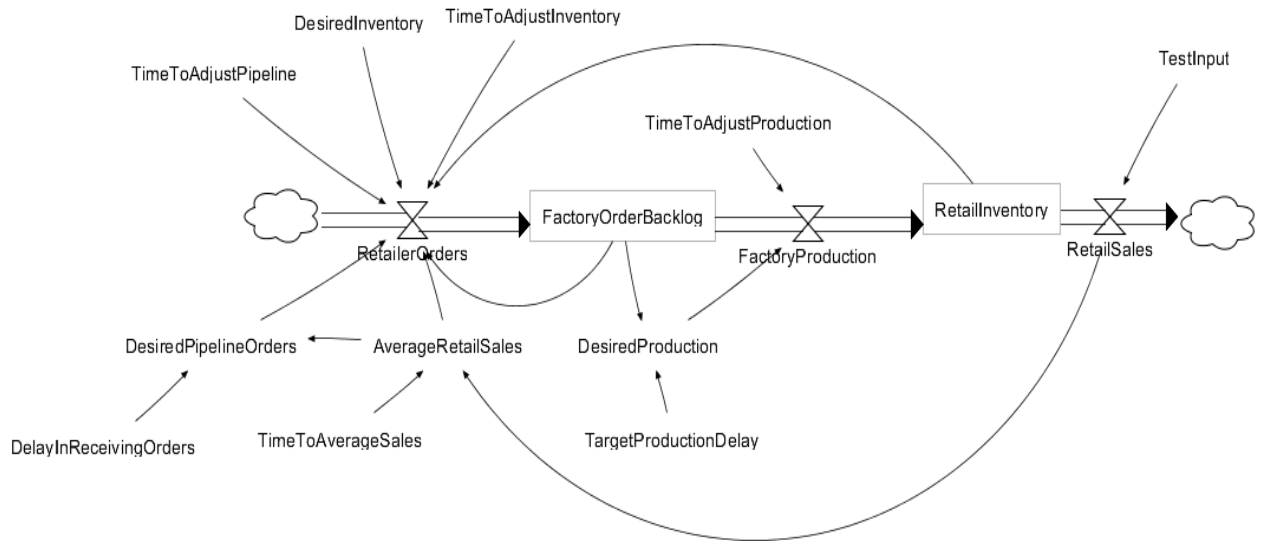 DesiredInventory
TimeToAdjustInventory
TimeToAdjustPipeline
TestInput
TimeToAdjustProduction
FactoryOrderBacklog
RetailInventory
RetailerOrders
FactoryProduction
RetailSales
DesiredPipelineOrders
AverageRetailSales
DesiredProduction
DelayInReceivingOrders
TimeToAverageSales
TargetProductionDelay